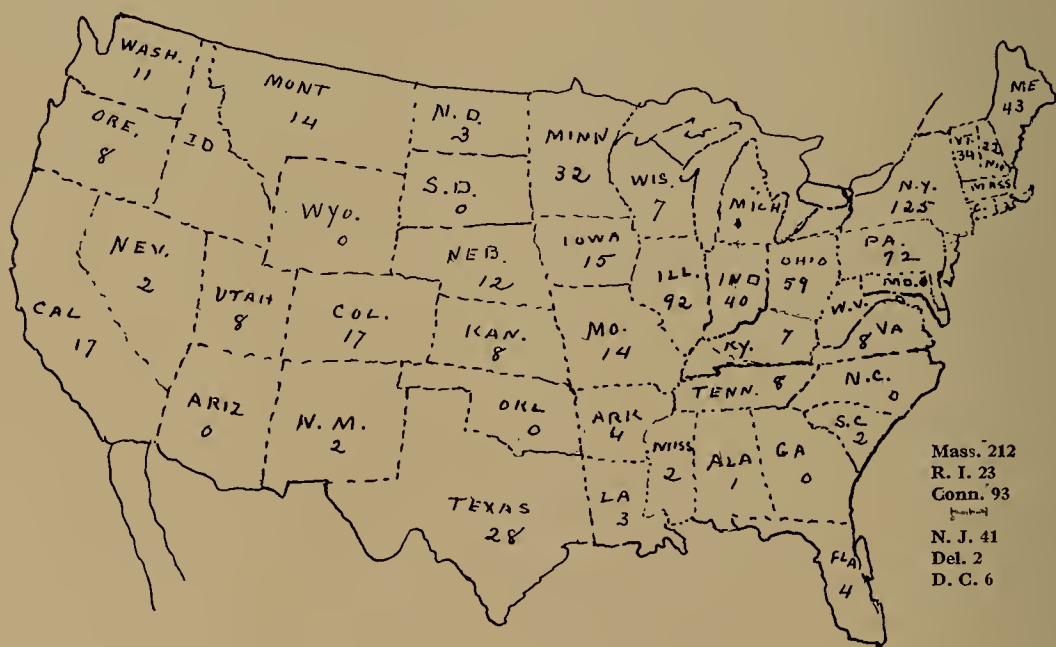 WASH.
11
ORE.
8
ID
MONT
14
N.D.
3
S.D.
0
WYO.
0
NEV.
2
CAL
17
UTAH
8
COL.
17
ARIZ
0
N.M.
2
NEB.
12
KAN.
8
OKL
0
TEXAS
28
MINN
32
IOWA
15
MO.
14
ARK
4
LA
3
WIS.
7
ILL.
92
MICH
IND
40
OHIO
59
KY. 7
TENN. 8
MISS
2
ALA
1
GA
0
FLA
4
S.C
2
N.C.
0
VA
8
W.V.
PA.
72
N.Y.
125
VT.
34
22
N.H
ME
43
MASS
Mass. 212
R. I. 23
Conn. 93
N. J. 41
Del. 2
D. C. 6